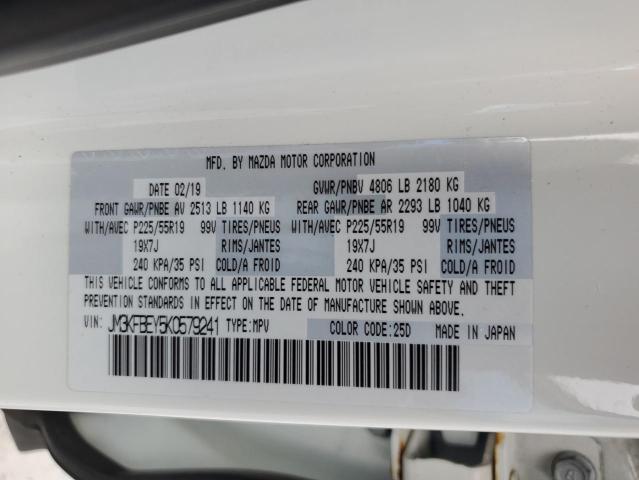 MFD. BY MAZDA MOTOR CORPORATION
DATE 02/19 GVWR/PNBV 4806 LB 2180 KG
FRONT GAWR/PNBE AV 2513 LB 1140 KG REAR GAWR/PNBE AR 2293 LB 1040 KG
WITH/AVEC P225/55R19 99V TIRES/PNEUS WITH/AVEC P225/55R19 99V TIRES/PNEUS
19X7J RIMS/JANTES 19X7J RIMS/JANTES
240 KPA/35 PSI COLD/A FROID 240 KPA/35 PSI COLD/A FROID
THIS VEHICLE CONFORMS TO ALL APPLICABLE FEDERAL MOTOR VEHICLE SAFETY AND THEFT
PREVENTION STANDARDS IN EFFECT ON THE DATE OF MANUFACTURE SHOWN ABOVE.
VIN: JM3KFBEY5K0579241 TYPE:MPV COLOR CODE:25D MADE IN JAPAN